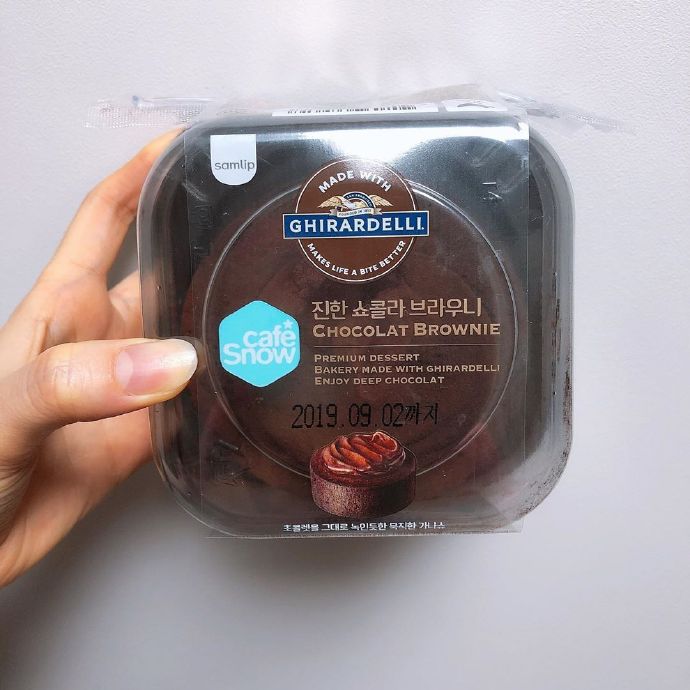 samlip
MADE WITH
GHIRARDELLI
MAKES LIFE A BITE BETTER
cafe
Snow
진한 쇼콜라 브라우니
CHOCOLAT BROWNIE
PREMIUM DESSERT
BAKERY MADE WITH GHIRARDELLI
ENJOY DEEP CHOCOLAT
2019.09.02까지
초콜렛을 그대로 녹인듯한 묵직한 가나슈